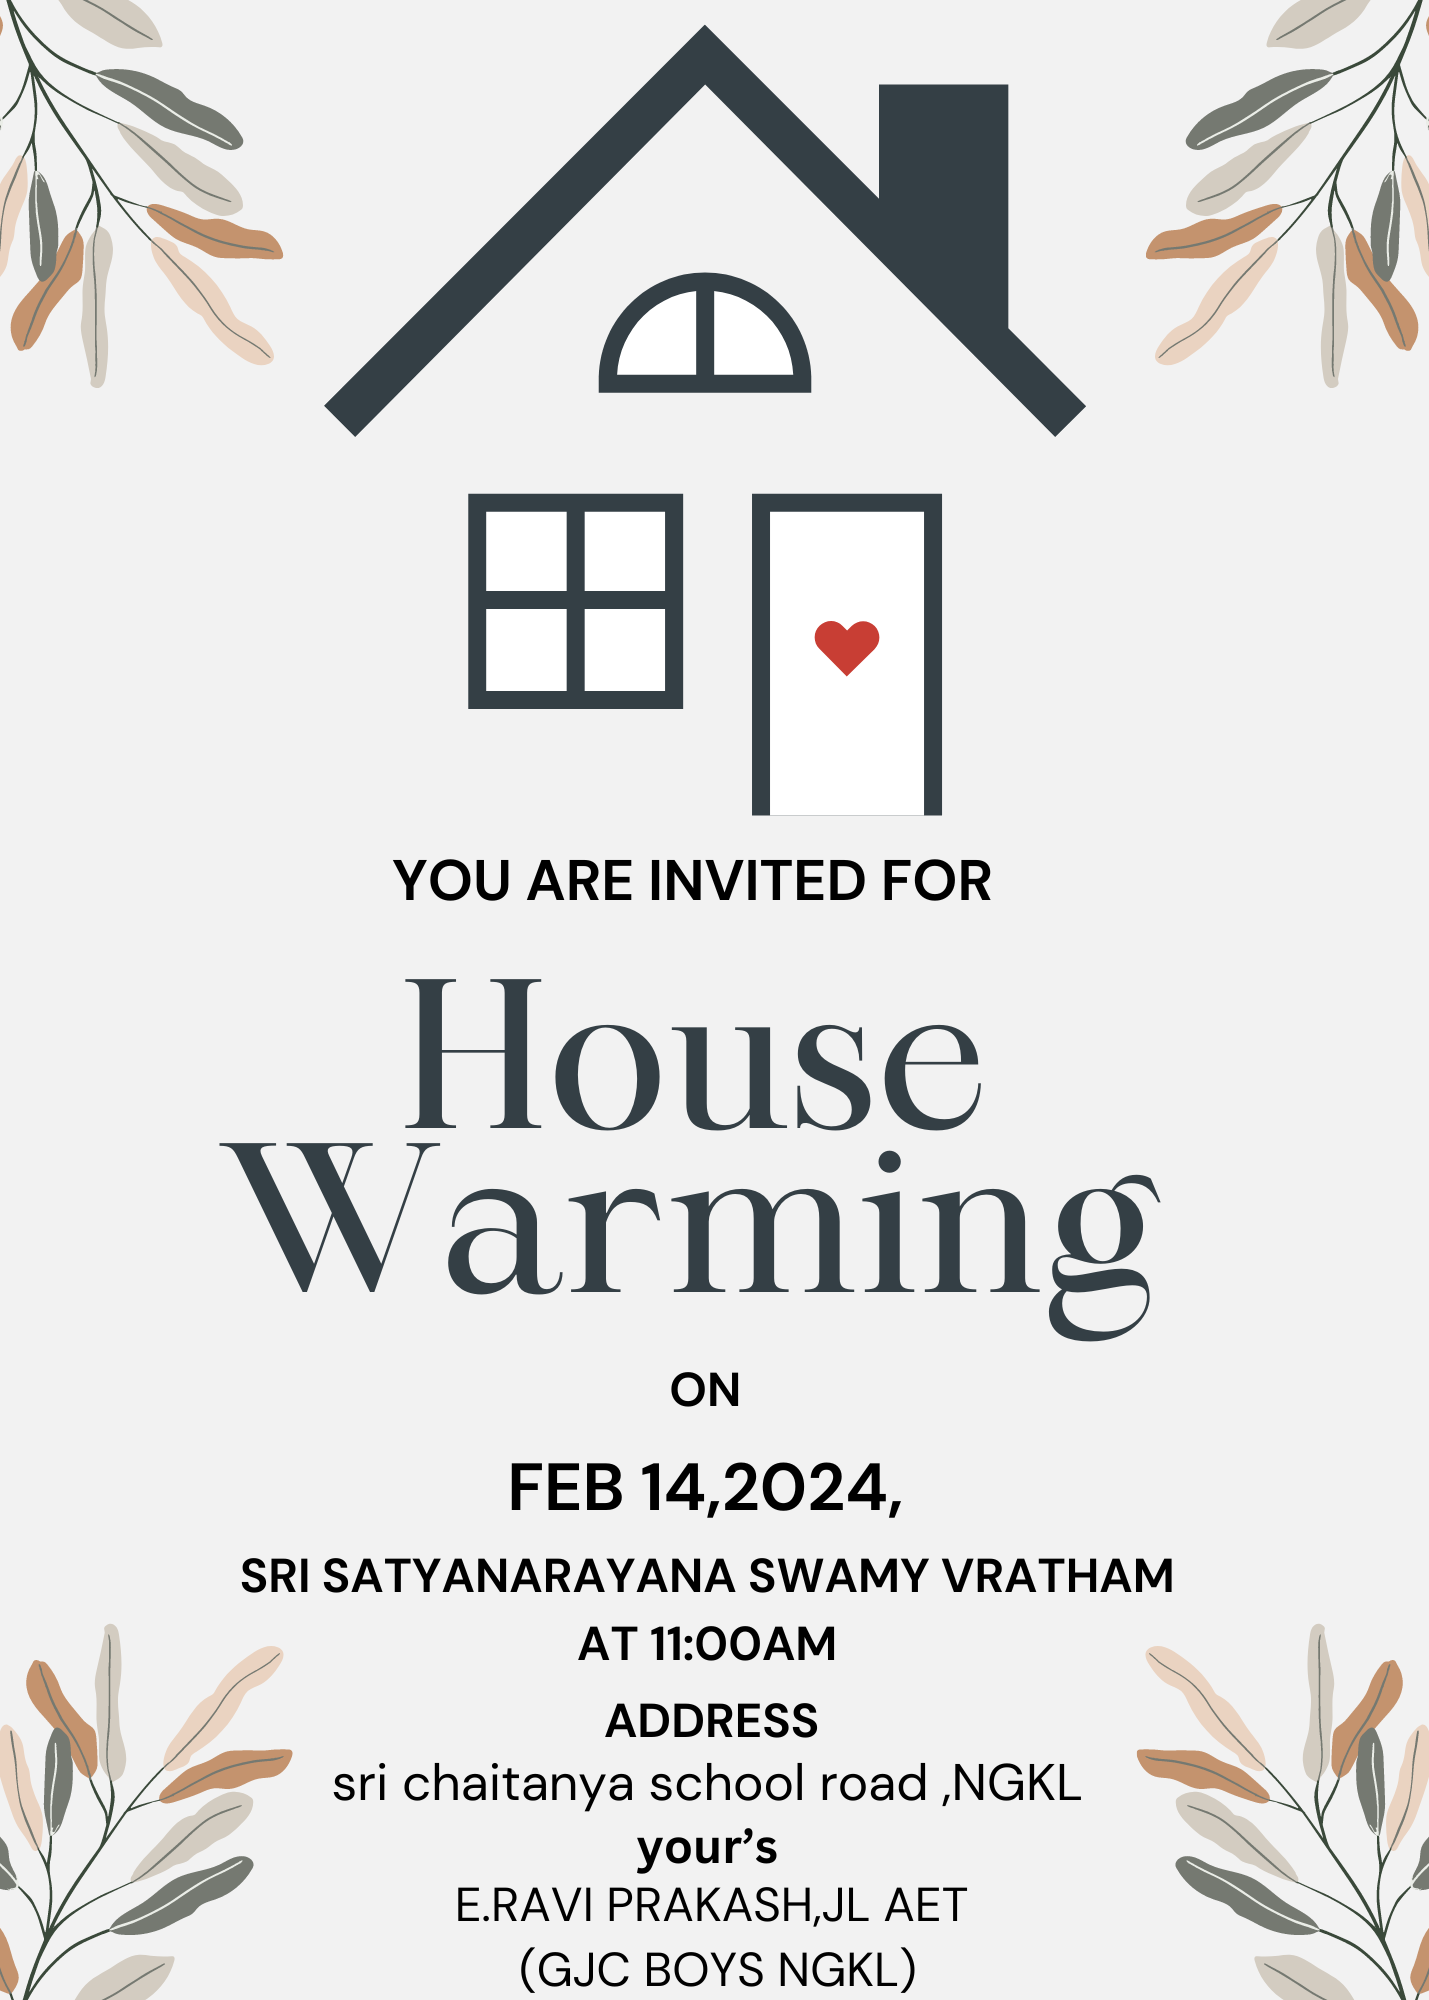 YOU ARE INVITED FOR
House
Warming
ON
FEB 14,2024,
SRI SATYANARAYANA SWAMY VRATHAM
AT 11:00AM
ADDRESS
sri chaitanya school road ,NGKL
your’s
E.RAVI PRAKASH,JL AET
(GJC BOYS NGKL)